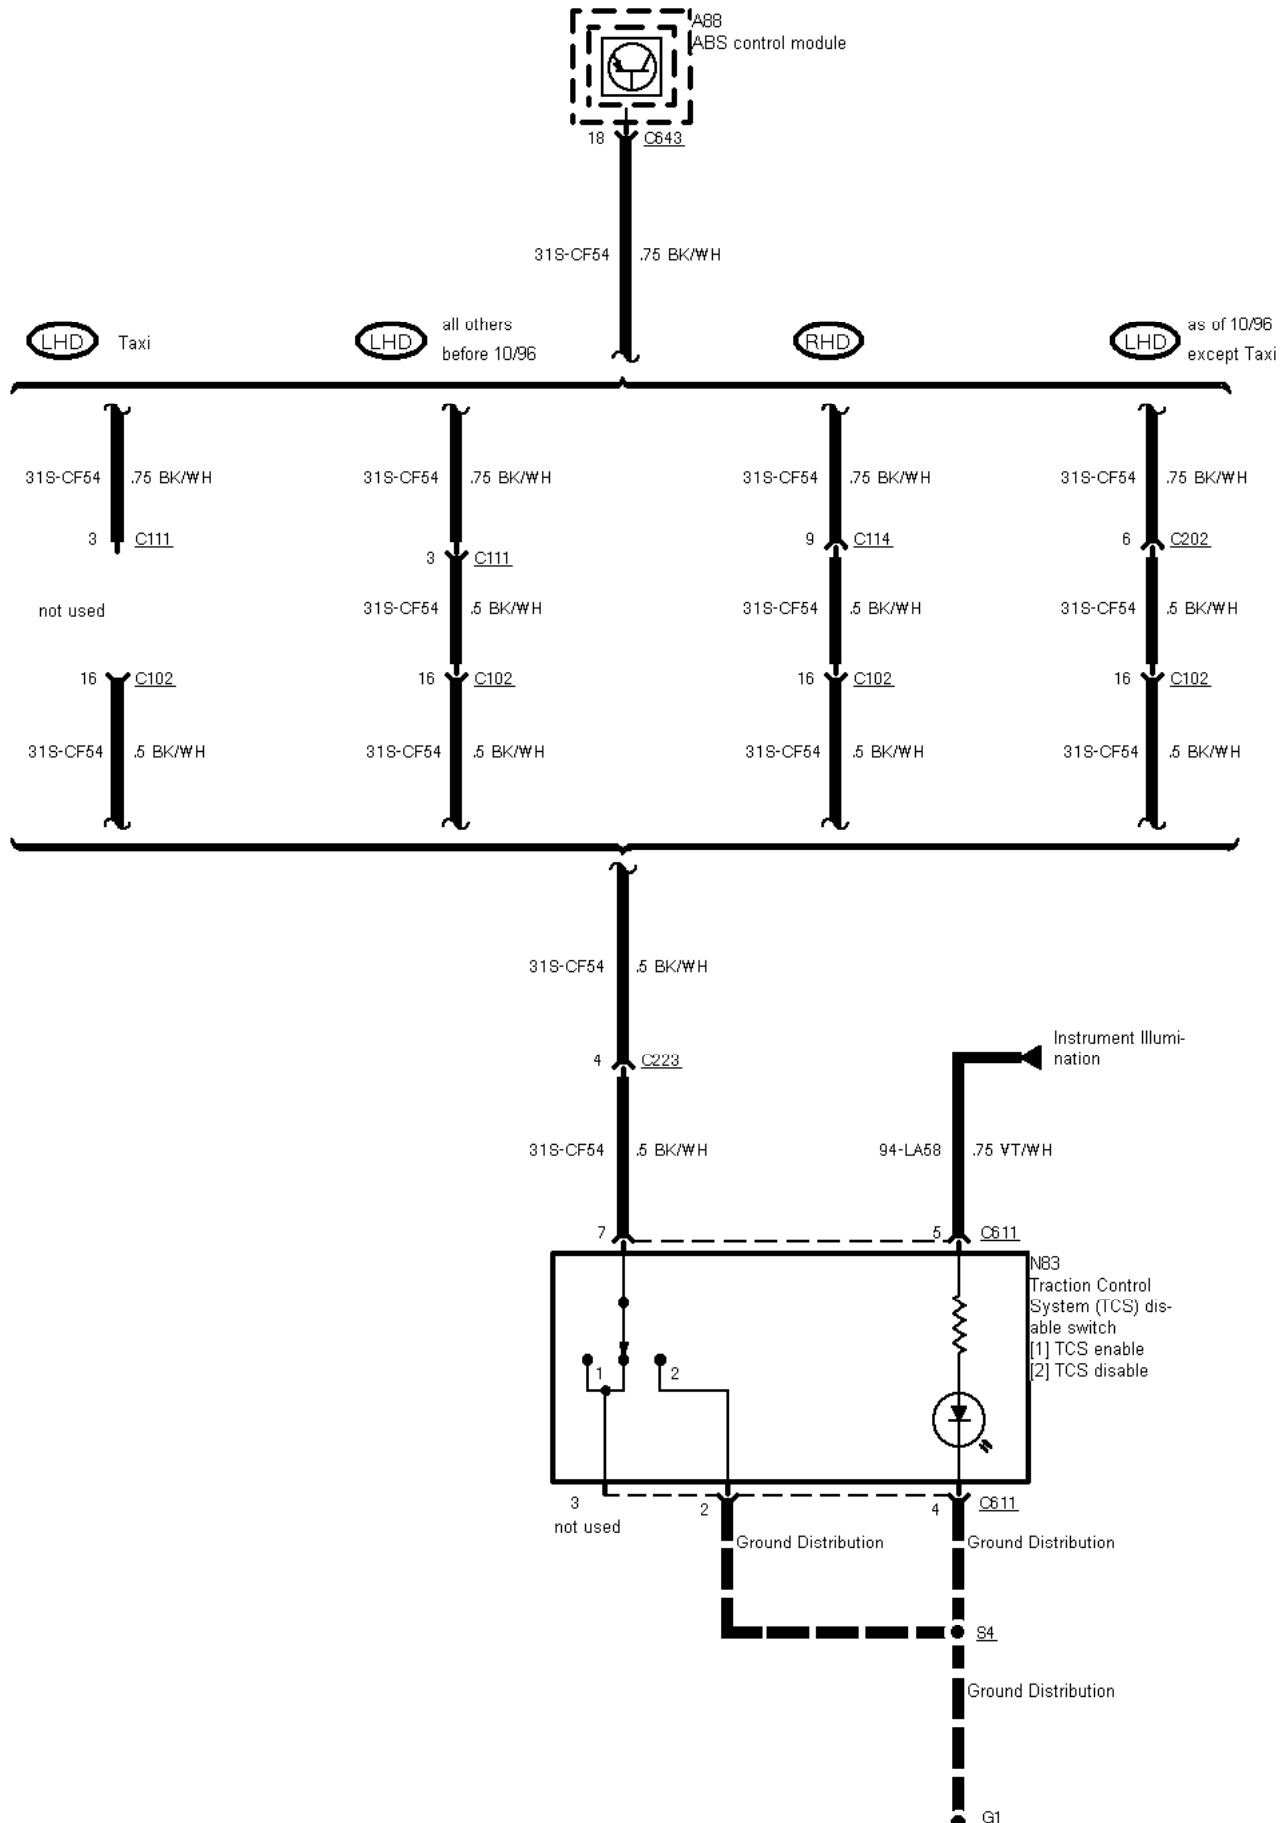 A88
ABS control module
18 C643
31S-CF54 .75 BK/WH
LHD Taxi
LHD all others
before 10/96
RHD
LHD as of 10/96
except Taxi
31S-CF54 .75 BK/WH
31S-CF54 .75 BK/WH
31S-CF54 .75 BK/WH
31S-CF54 .75 BK/WH
3 C111
3 C111
9 C114
6 C202
not used
31S-CF54 .5 BK/WH
31S-CF54 .5 BK/WH
31S-CF54 .5 BK/WH
16 C102
16 C102
16 C102
16 C102
31S-CF54 .5 BK/WH
31S-CF54 .5 BK/WH
31S-CF54 .5 BK/WH
31S-CF54 .5 BK/WH
31S-CF54 .5 BK/WH
Instrument Illumi-
nation
4 C223
31S-CF54 .5 BK/WH
94-LA58 .75 VT/WH
7
5 C611
N83
Traction Control
System (TCS) dis-
able switch
[1] TCS enable
[2] TCS disable
1
2
3
not used
2
4 C611
Ground Distribution
Ground Distribution
S4
Ground Distribution
G1